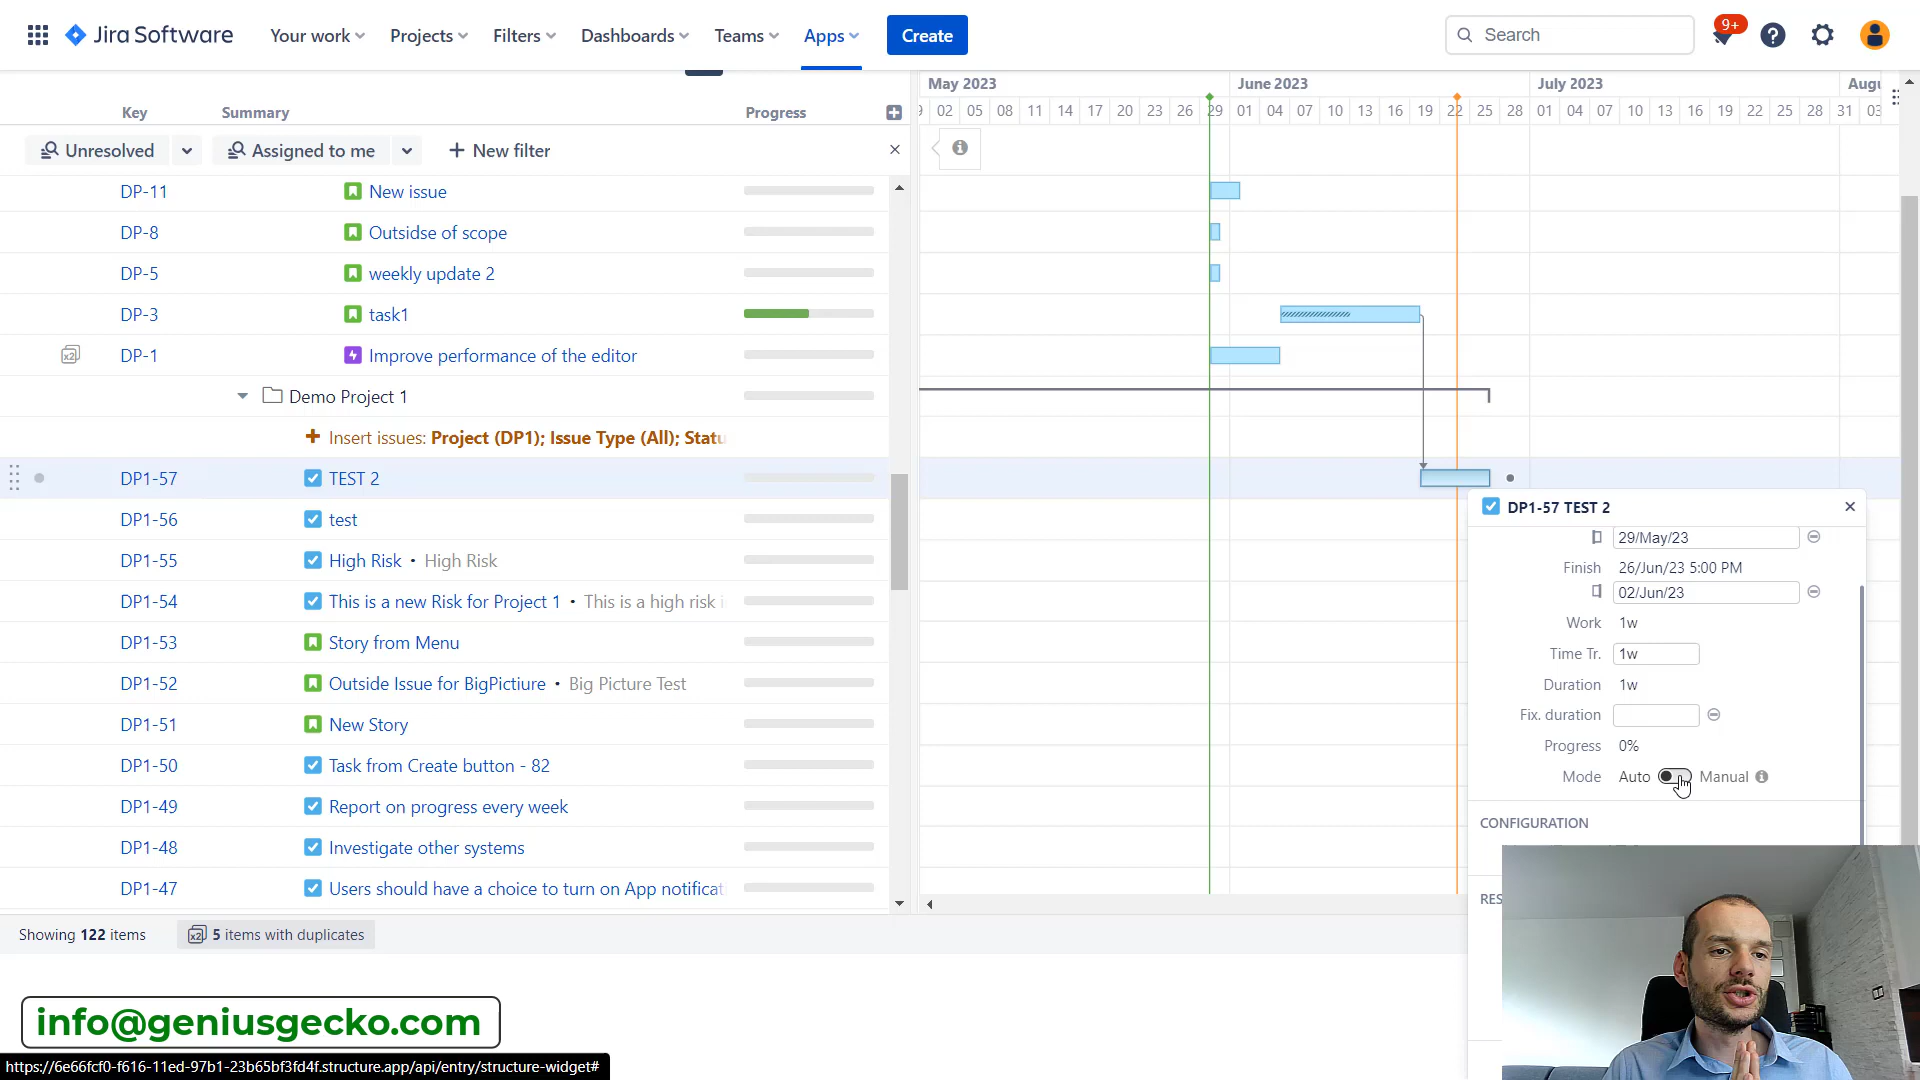 Jira Software Your work Projects Filters Dashboards Teams Apps Create Search 9+
May 2023 June 2023 July 2023
Key Summary Progress
02 05 08 11 14 17 20 23 26 29 01 04 07 10 13 16 19 22 25 28 01 04 07 10 13 16 19 22 25 28 31 03
Unresolved Assigned to me New filter
DP-11 New issue
DP-8 Outsidse of scope
DP-5 weekly update 2
DP-3 task1
x2 DP-1 Improve performance of the editor
Demo Project 1
Insert issues: Project (DP1); Issue Type (All); Statu
DP1-57 TEST 2
DP1-56 test
DP1-55 High Risk • High Risk
DP1-54 This is a new Risk for Project 1 • This is a high risk i
DP1-53 Story from Menu
DP1-52 Outside Issue for BigPictiure • Big Picture Test
DP1-51 New Story
DP1-50 Task from Create button - 82
DP1-49 Report on progress every week
DP1-48 Investigate other systems
DP1-47 Users should have a choice to turn on App notificat
DP1-57 TEST 2
29/May/23
Finish 26/Jun/23 5:00 PM
02/Jun/23
Work 1w
Time Tr. 1w
Duration 1w
Fix. duration
Progress 0%
Mode Auto Manual
CONFIGURATION
RES
Showing 122 items x2 5 items with duplicates
info@geniusgecko.com
https://6e66fcf0-f616-11ed-97b1-23b65bf3fd4f.structure.app/api/entry/structure-widget#